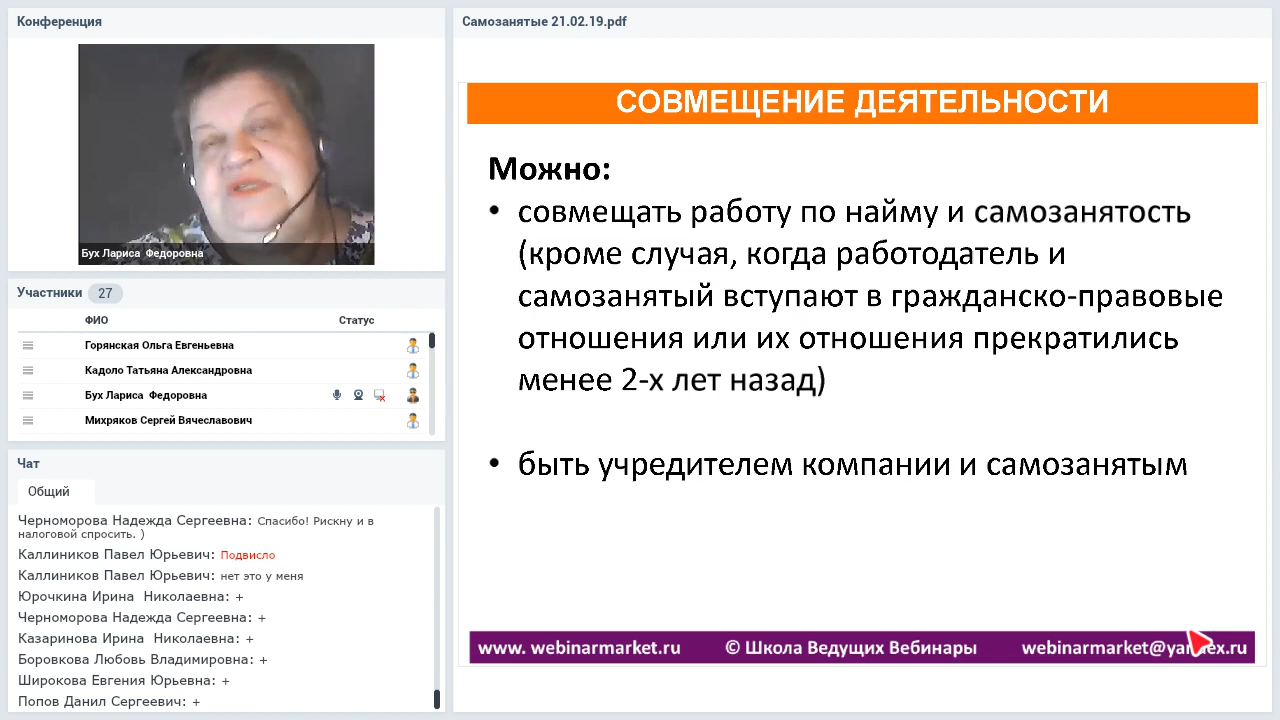 Конференция
Бух Лариса  Федоровна
Участники 27
ФИО Статус
Горянская Ольга Евгеньевна
Кадоло Татьяна Александровна
Бух Лариса  Федоровна
Михряков Сергей Вячеславович
Чат
Общий
Черноморова Надежда Сергеевна: Спасибо! Рискну и в
налоговой спросить. )
Каллиников Павел Юрьевич: Подвисло
Каллиников Павел Юрьевич: нет это у меня
Юрочкина Ирина  Николаевна: +
Черноморова Надежда Сергеевна: +
Казаринова Ирина  Николаевна: +
Боровкова Любовь Владимировна: +
Широкова Евгения Юрьевна: +
Попов Данил Сергеевич: +
Самозанятые 21.02.19.pdf
СОВМЕЩЕНИЕ ДЕЯТЕЛЬНОСТИ
Можно:
• совмещать работу по найму и самозанятость
(кроме случая, когда работодатель и
самозанятый вступают в гражданско-правовые
отношения или их отношения прекратились
менее 2-х лет назад)
• быть учредителем компании и самозанятым
www. webinarmarket.ru © Школа Ведущих Вебинары webinarmarket@yandex.ru